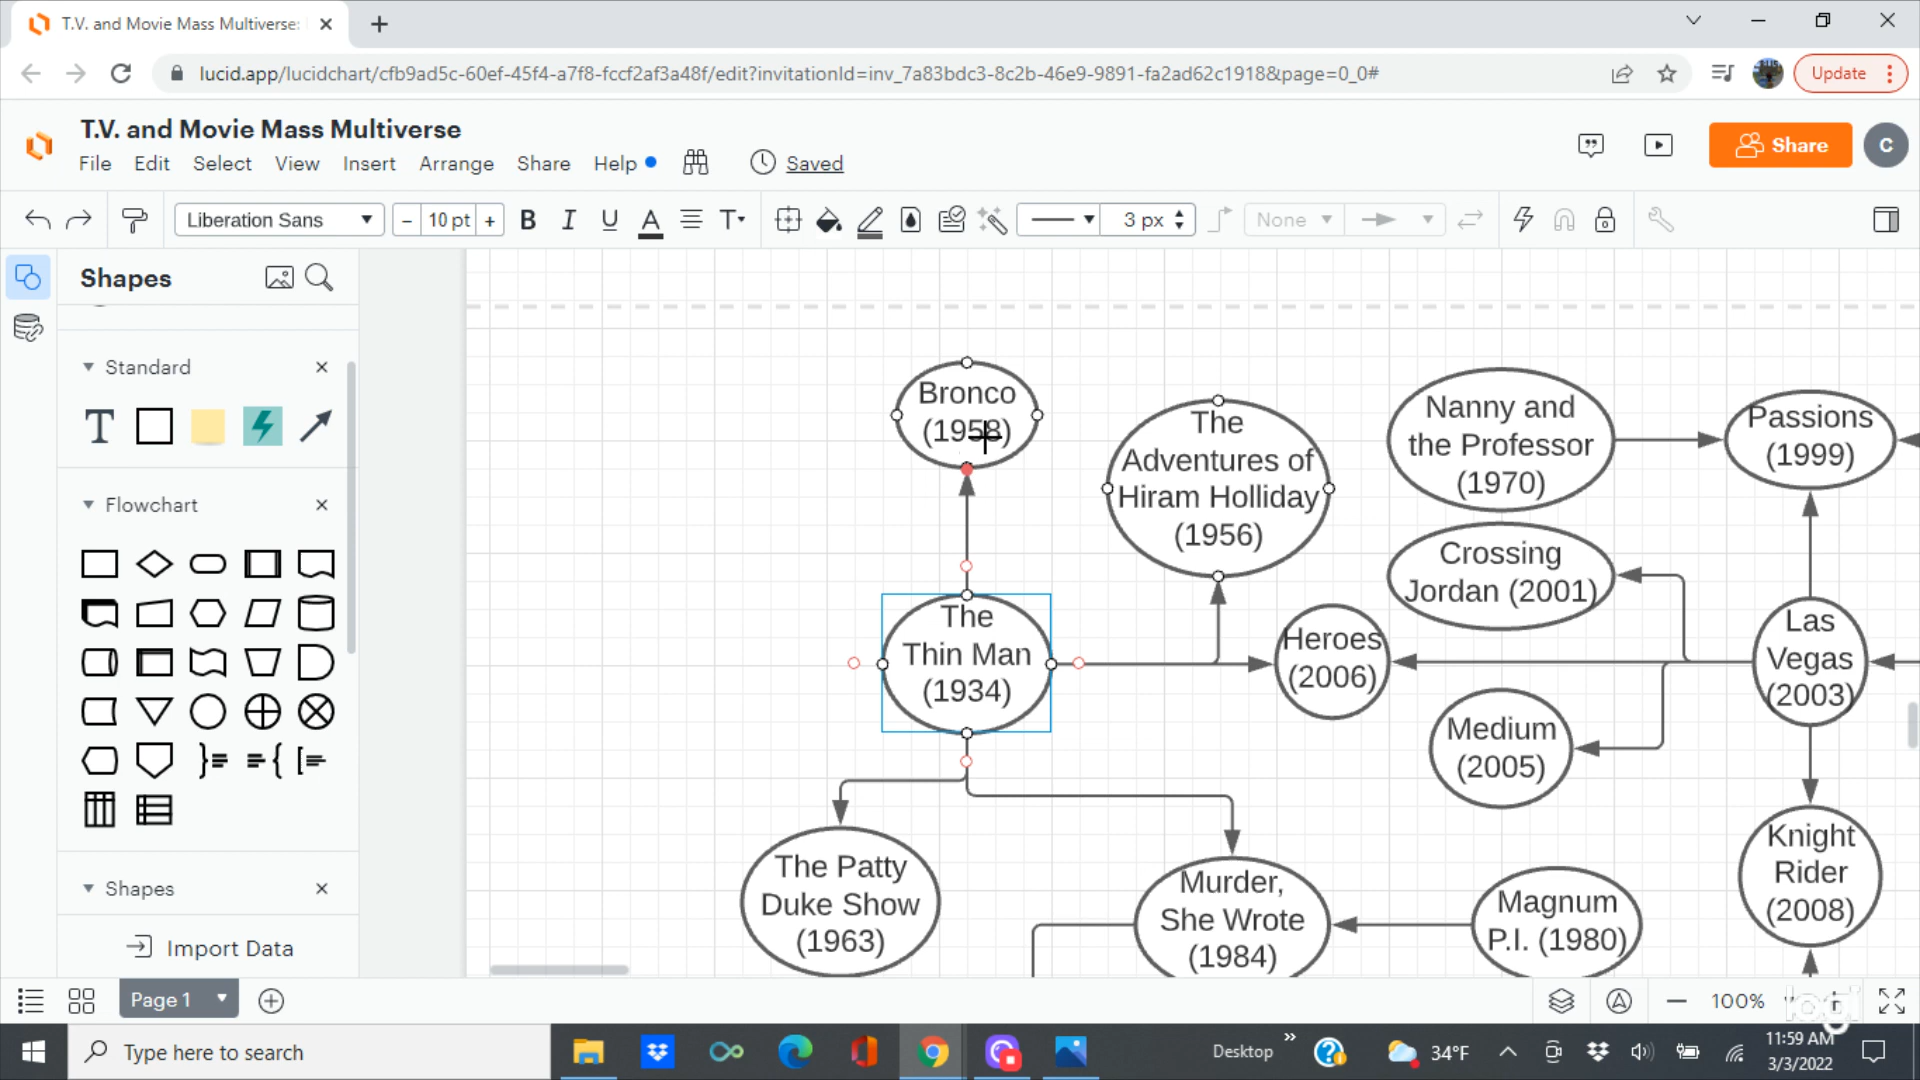 T.V. and Movie Mass Multiverse:
lucid.app/lucidchart/cfb9ad5c-60ef-45f4-a7f8-fccf2af3a48f/edit?invitationId=inv_7a83bdc3-8c2b-46e9-9891-fa2ad62c1918&page=0_0#
Update
T.V. and Movie Mass Multiverse
File Edit Select View Insert Arrange Share Help
Saved
Share
C
Liberation Sans
10 pt
B I U A T
3 px
None
Shapes
Standard
T
Flowchart
Shapes
Import Data
Bronco
(1958)
The
Adventures of
Hiram Holliday
(1956)
Nanny and
the Professor
(1970)
Passions
(1999)
Crossing
Jordan (2001)
The
Thin Man
(1934)
Heroes
(2006)
Las
Vegas
(2003)
Medium
(2005)
The Patty
Duke Show
(1963)
Murder,
She Wrote
(1984)
Magnum
P.I. (1980)
Knight
Rider
(2008)
Page 1
100%
logi
Type here to search
Desktop
34°F
11:59 AM
3/3/2022